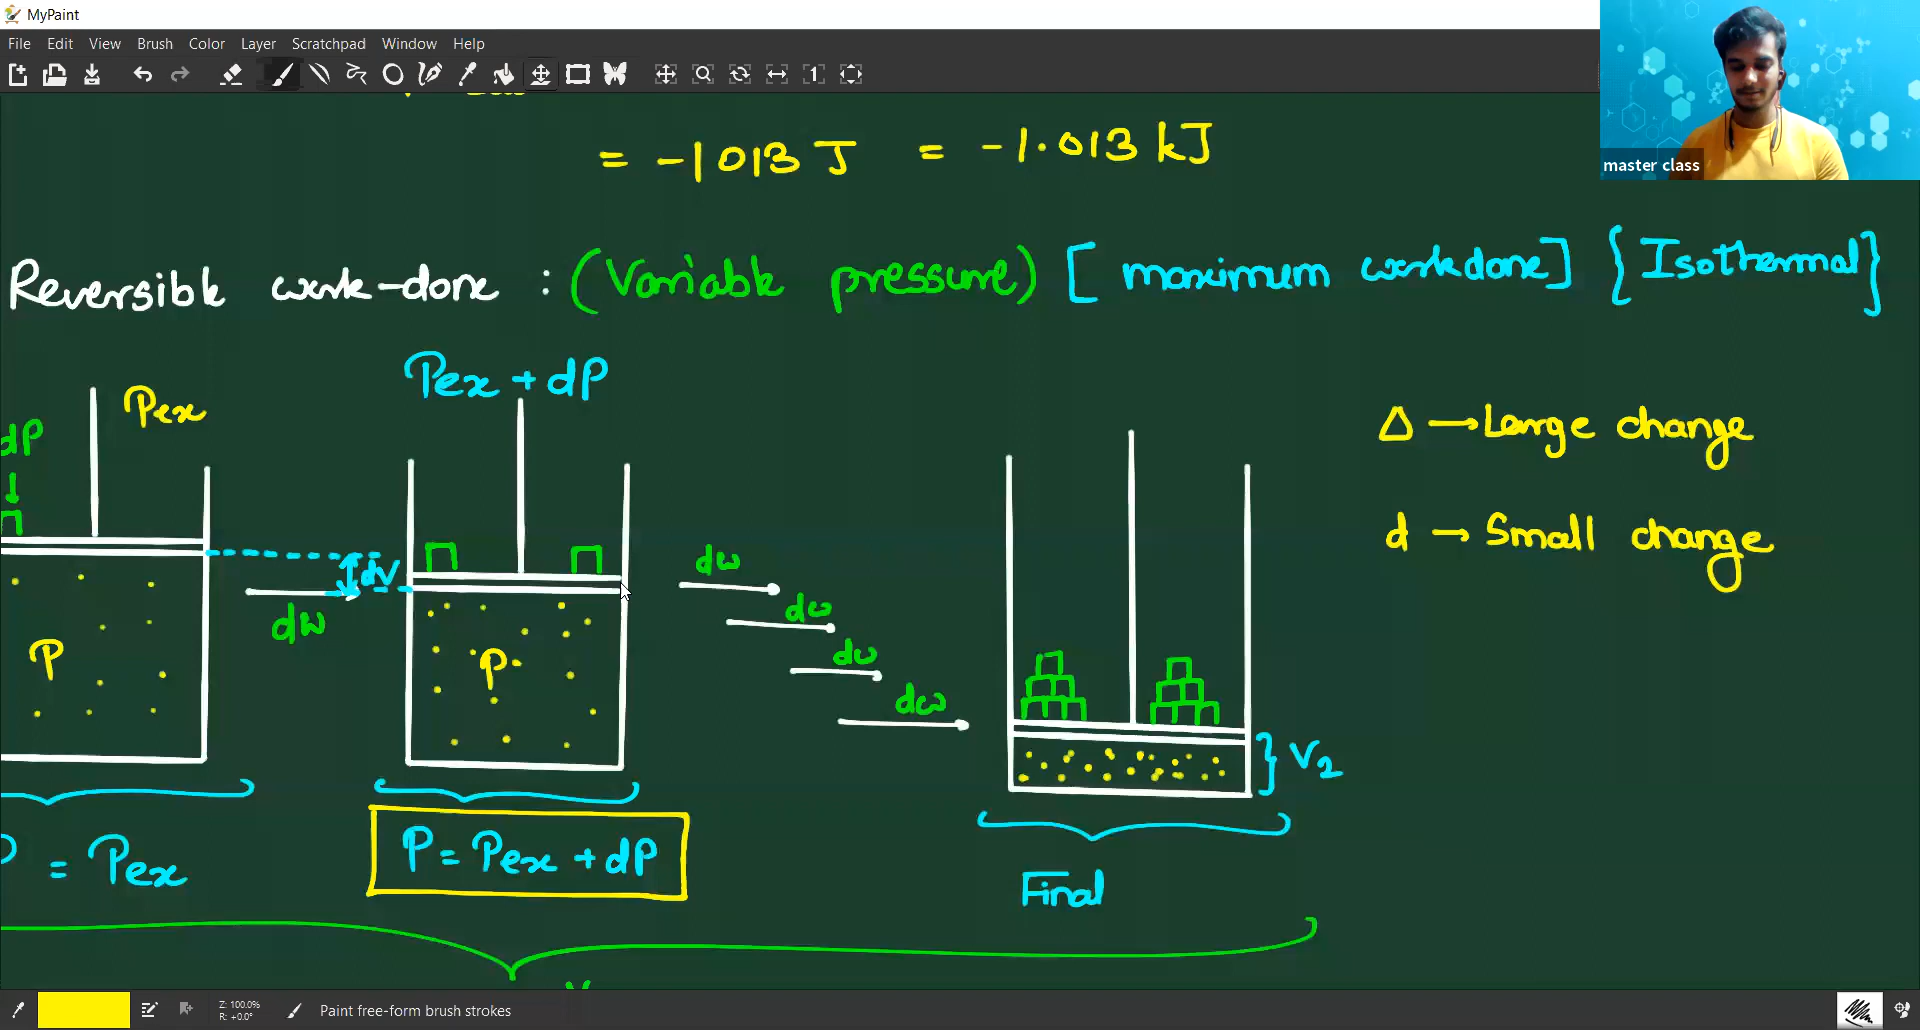 MyPaint
File Edit View Brush Color Layer Scratchpad Window Help
master class
= -1013 J = -1.013 kJ
Reversible work-done : (Variable pressure) [ maximum workdone] {Isothermal}
Pex + dP
Pex
dP
Δ → Large change
d → Small change
dV
dw
dw
dw
dw
dw
P
P
V2
= Pex
P = Pex + dP
Final
Z: 100.0%
R: +0.0°
Paint free-form brush strokes